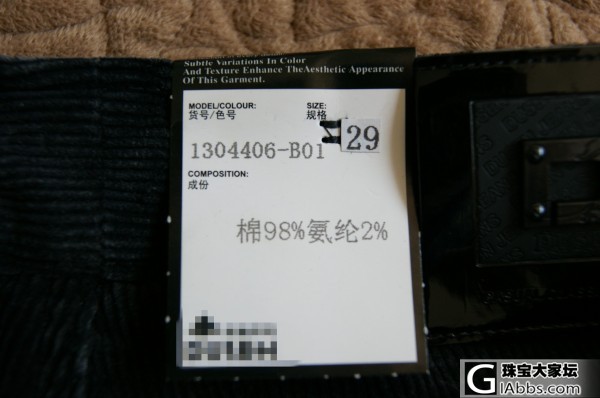 Subtle Variations In Color
And Texture Enhance TheAesthetic Appearance
Of This Garment.
MODEL/COLOUR: SIZE:
货号/色号 规格
29
1304406-B01
COMPOSITION:
成份
棉98%氨纶2%
G 珠宝大家坛
GIAbbs.com